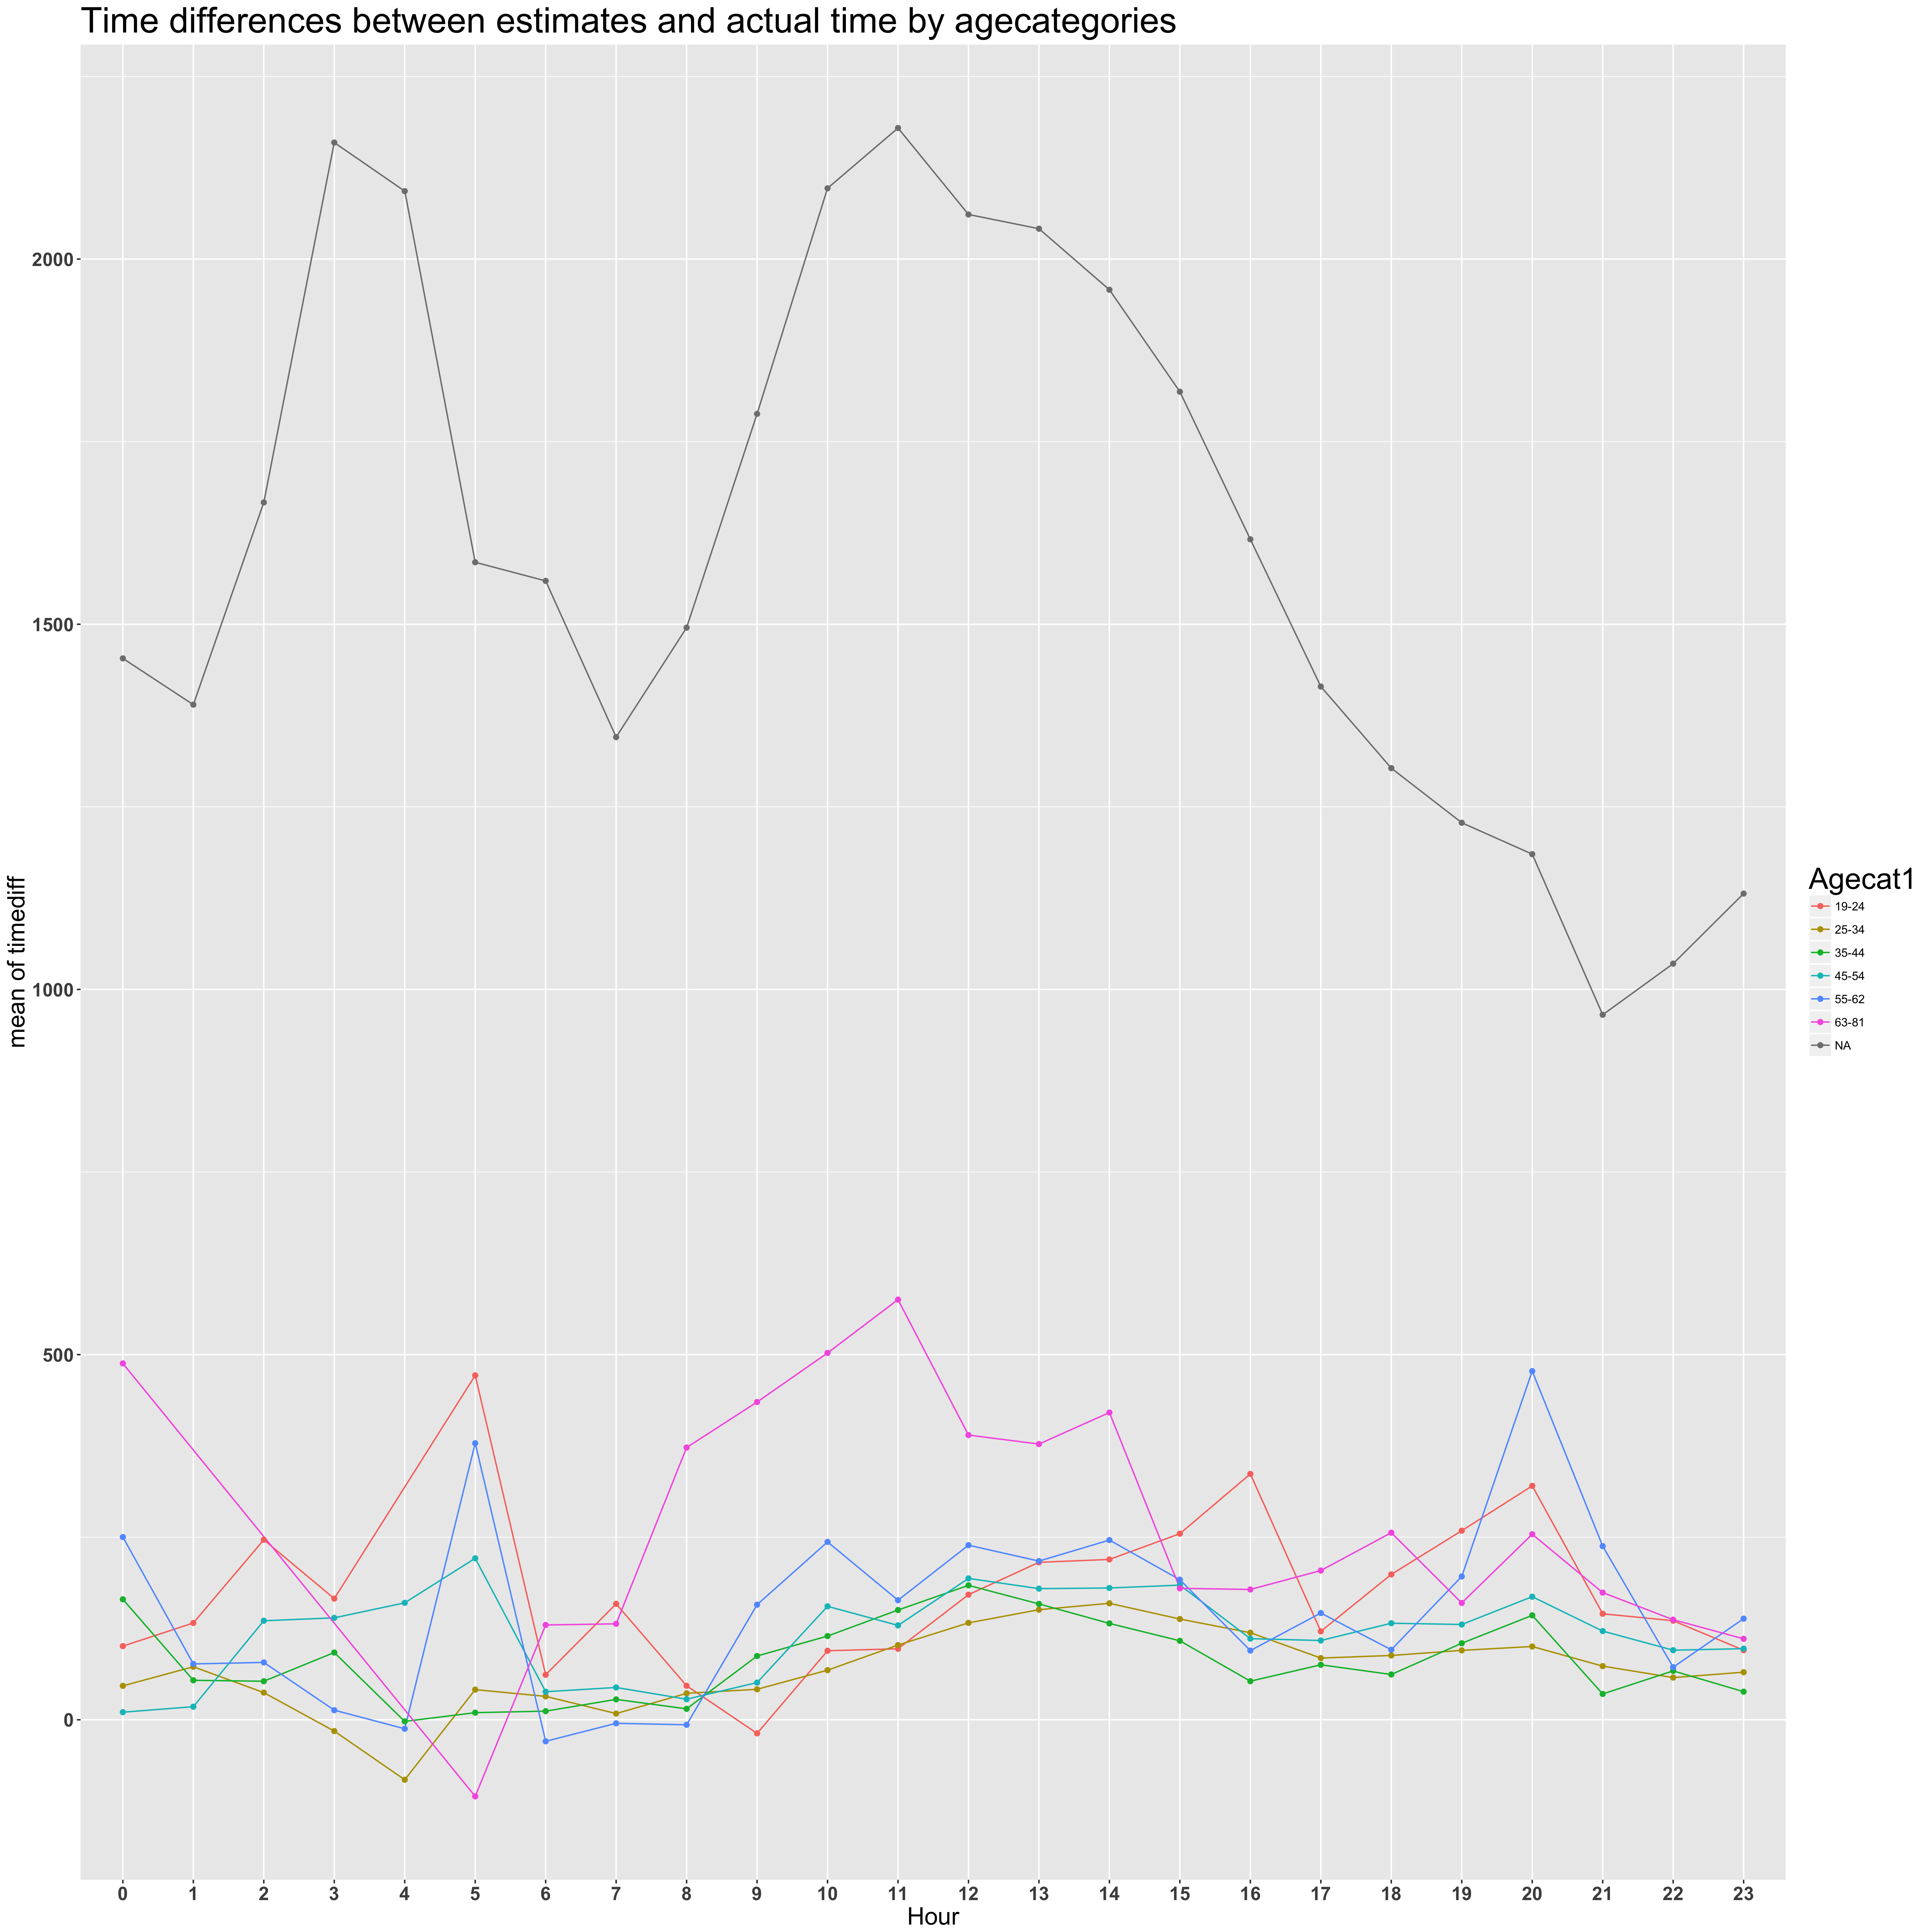 Time differences between estimates and actual time by agecategories
mean of timediff
2000
1500
1000
500
0
0 1 2 3 4 5 6 7 8 9 10 11 12 13 14 15 16 17 18 19 20 21 22 23
Hour
Agecat1
19-24
25-34
35-44
45-54
55-62
63-81
NA